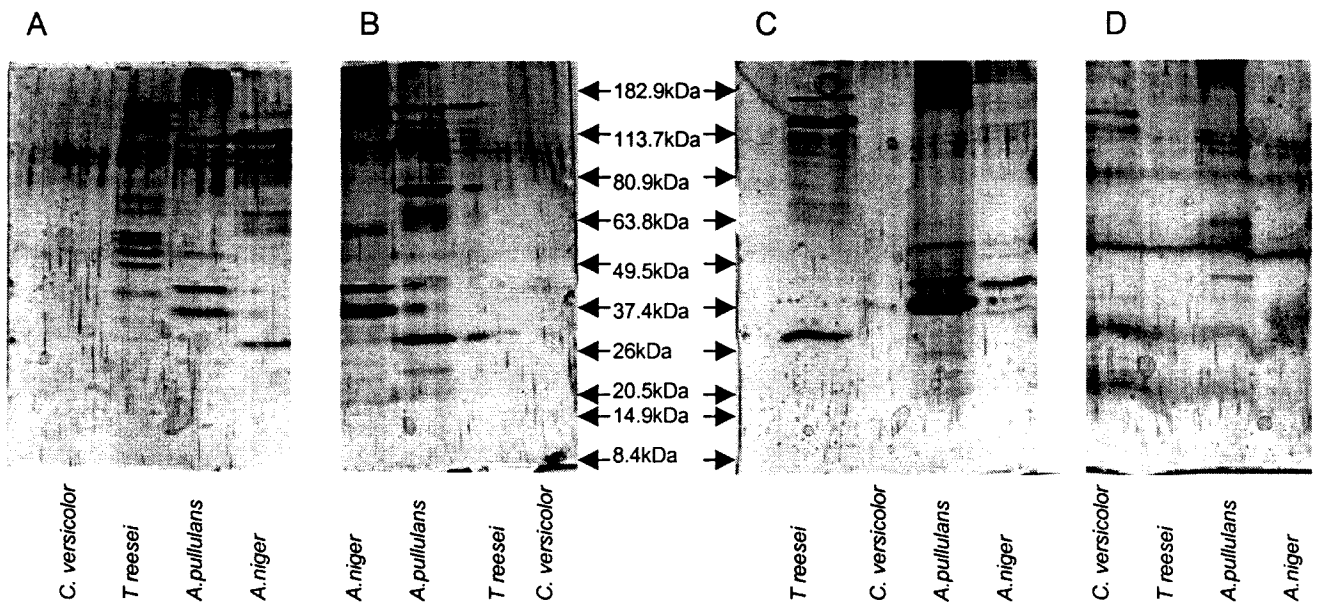 A
B
C
D
182.9kDa
113.7kDa
80.9kDa
63.8kDa
49.5kDa
37.4kDa
26kDa
20.5kDa
14.9kDa
8.4kDa
C. versicolor
T reesei
A.pullulans
A.niger
A.niger
A.pullulans
T reesei
C. versicolor
T reesei
C. versicolor
A.pullulans
A.niger
C. versicolor
T reesei
A.pullulans
A.niger